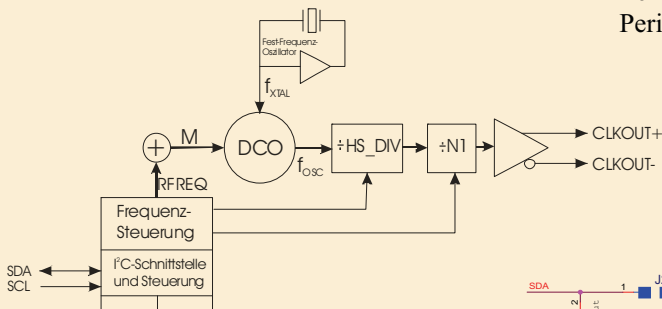 Peri
Fest-Frequenz-
Oszillator
fXTAL
M
DCO
÷HS_DIV
÷N1
CLKOUT+
CLKOUT-
fOSC
RFREQ
Frequenz-
Steuerung
I²C-Schnittstelle
und Steuerung
SDA
SCL
SDA
1
2